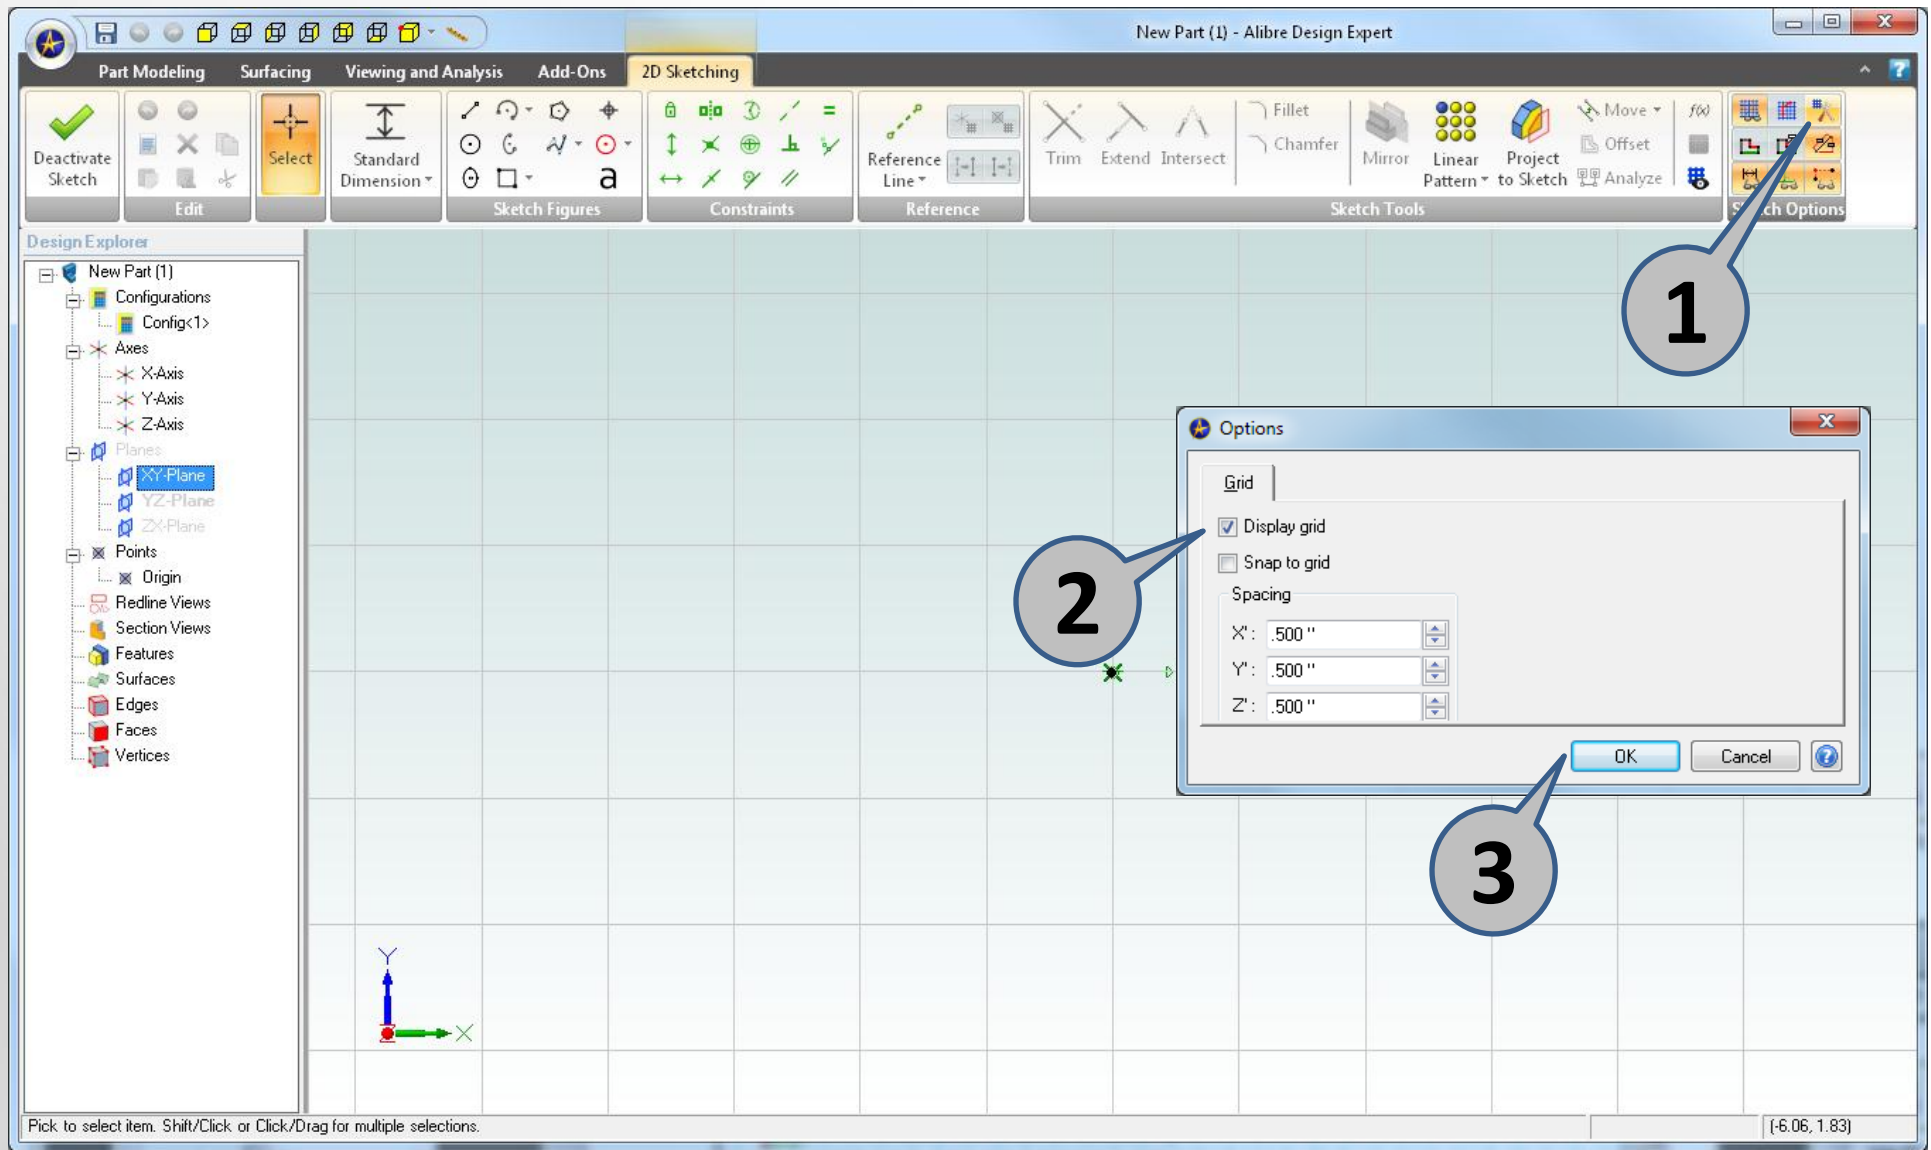 New Part (1) - Alibre Design Expert
Part Modeling Surfacing Viewing and Analysis Add-Ons 2D Sketching
Deactivate Sketch
Edit
Select
Standard Dimension
a
Sketch Figures
Constraints
Reference Line
Reference
Trim Extend Intersect
Fillet
Chamfer
Mirror
Linear Pattern
Project to Sketch
Move
Offset
Analyze
f(x)
Sketch Tools
ch Options
1
Design Explorer
New Part (1)
Configurations
Config<1>
Axes
X-Axis
Y-Axis
Z-Axis
Planes
XY-Plane
YZ-Plane
ZX-Plane
Points
Origin
Redline Views
Section Views
Features
Surfaces
Edges
Faces
Vertices
Options
Grid
Display grid
Snap to grid
Spacing
X': .500 "
Y': .500 "
Z': .500 "
OK Cancel
2
3
Y
X
Z
Pick to select item. Shift/Click or Click/Drag for multiple selections.
(-6.06, 1.83)